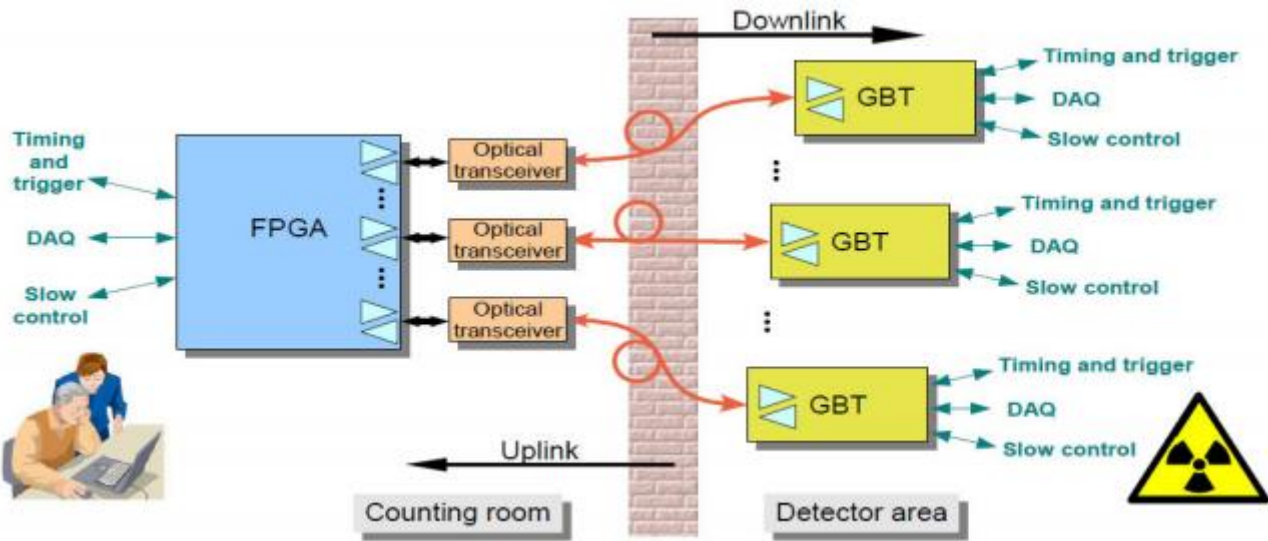 Downlink
Timing and trigger
GBT
DAQ
Slow control
Timing
and
trigger
Optical
transceiver
FPGA
DAQ
Optical
transceiver
Timing and trigger
GBT
DAQ
Slow control
Slow
control
Optical
transceiver
Timing and trigger
GBT
DAQ
Slow control
Uplink
Counting room
Detector area